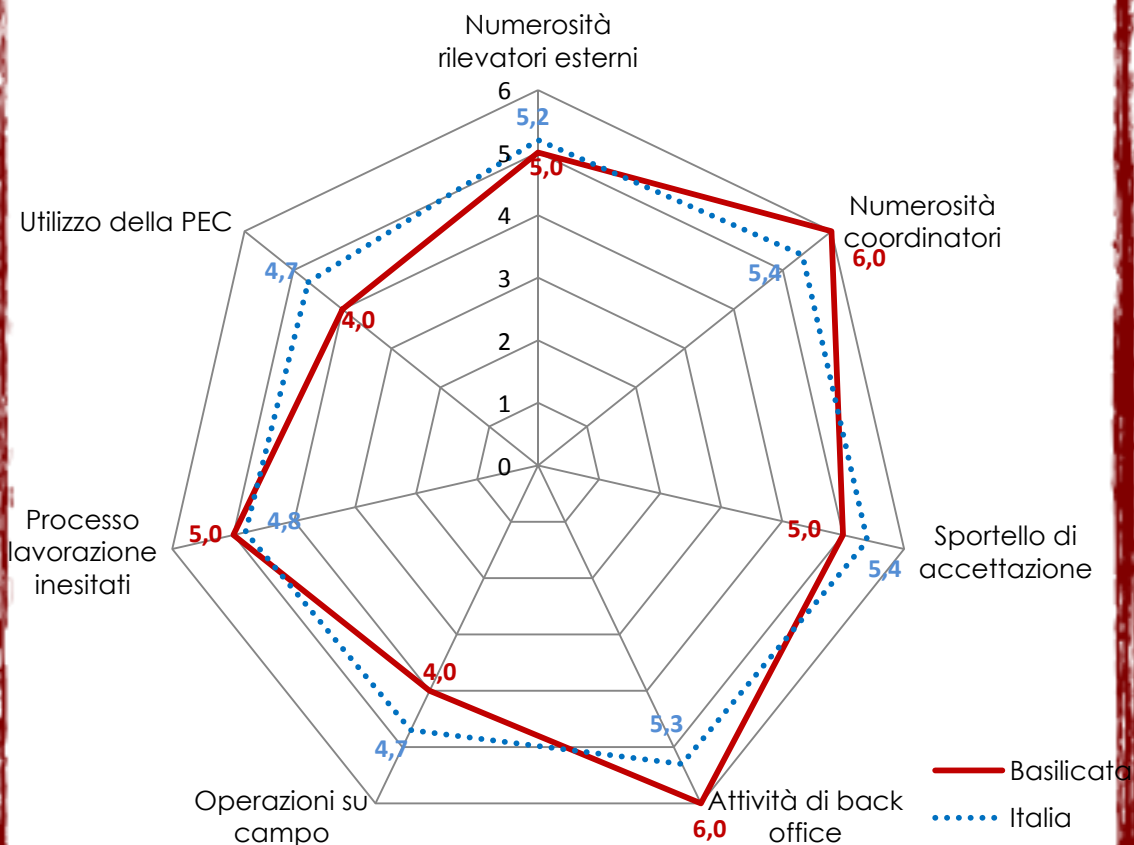 Numerosità
rilevatori esterni
6
5,2
5
5,0
4
3
2
1
0
Numerosità
coordinatori
6,0
5,4
Sportello di
accettazione
5,0
5,4
Attività di back
office
5,3
6,0
Operazioni su
campo
4,0
4,7
Processo
lavorazione
inesitati
5,0
4,8
Utilizzo della PEC
4,7
4,0
Basilicata
Italia